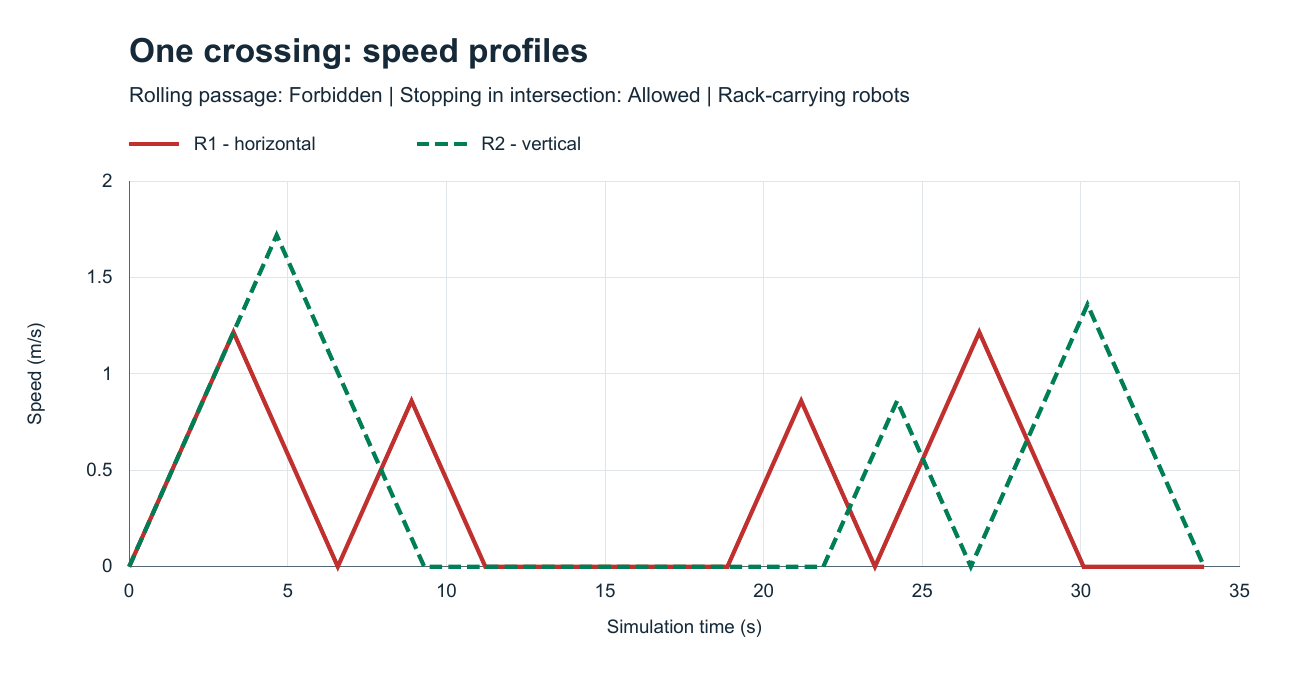 One crossing: speed profiles
Rolling passage: Forbidden | Stopping in intersection: Allowed | Rack-carrying robots
R1 - horizontal
R2 - vertical
2
1.5
1
0.5
0
Speed (m/s)
0 5 10 15 20 25 30 35
Simulation time (s)